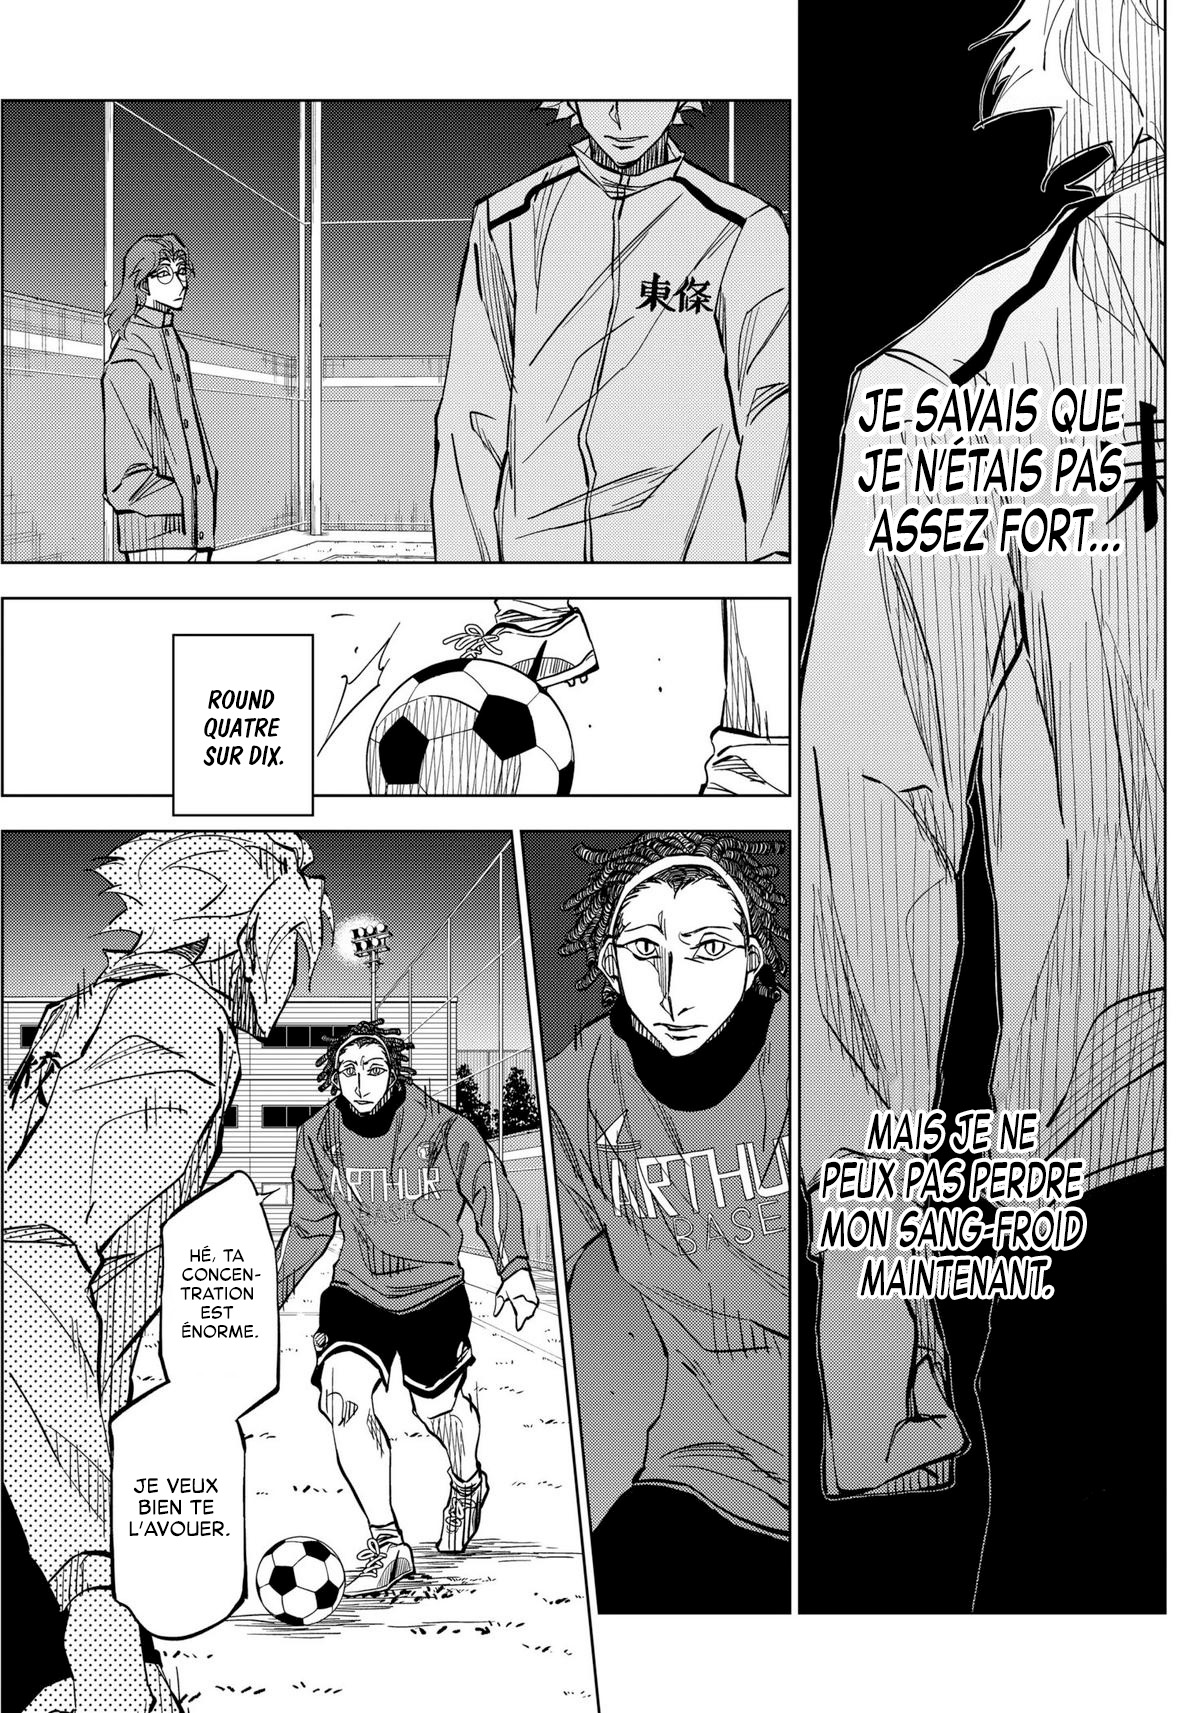 JE SAVAIS QUE
JE N'ÉTAIS PAS
ASSEZ FORT...
東
MAIS JE NE
PEUX PAS PERDRE
MON SANG-FROID
MAINTENANT.
東條
ROUND
QUATRE
SUR DIX.
ARTHUR
BASE
ARTHUR
BASE
HÉ, TA
CONCEN-
TRATION
EST
ÉNORME.
JE VEUX
BIEN TE
L'AVOUER.